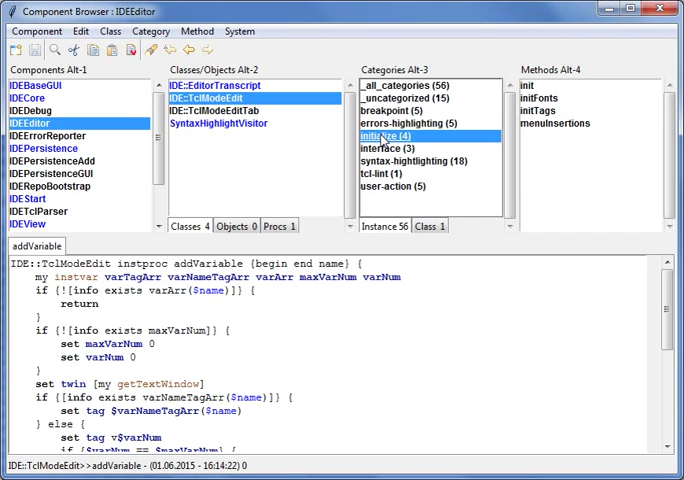 Component Browser : IDEEditor
Component Edit Class Category Method System
Components Alt-1
IDEBaseGUI
IDECore
IDEDebug
IDEEditor
IDEErrorReporter
IDEPersistence
IDEPersistenceAdd
IDEPersistenceGUI
IDERepoBootstrap
IDEStart
IDETclParser
IDEView
Classes/Objects Alt-2
IDE::EditorTranscript
IDE::TclModeEdit
IDE::TclModeEditTab
SyntaxHighlightVisitor
Classes 4 Objects 0 Procs 1
Categories Alt-3
_all_categories (56)
_uncategorized (15)
breakpoint (5)
errors-highlighting (5)
initialize (4)
interface (3)
syntax-hightlighting (18)
tcl-lint (1)
user-action (5)
Instance 56 Class 1
Methods Alt-4
init
initFonts
initTags
menuInsertions
addVariable
IDE::TclModeEdit instproc addVariable {begin end name} {
my instvar varTagArr varNameTagArr varArr maxVarNum varNum
if {![info exists varArr($name)]} {
return
}
if {![info exists maxVarNum]} {
set maxVarNum 0
set varNum 0
}
set twin [my getTextWindow]
if {[info exists varNameTagArr($name)]} {
set tag $varNameTagArr($name)
} else {
set tag v$varNum
if {$varNum == $maxVarNum} {
IDE::TclModeEdit>>addVariable - (01.06.2015 - 16:14:22) 0